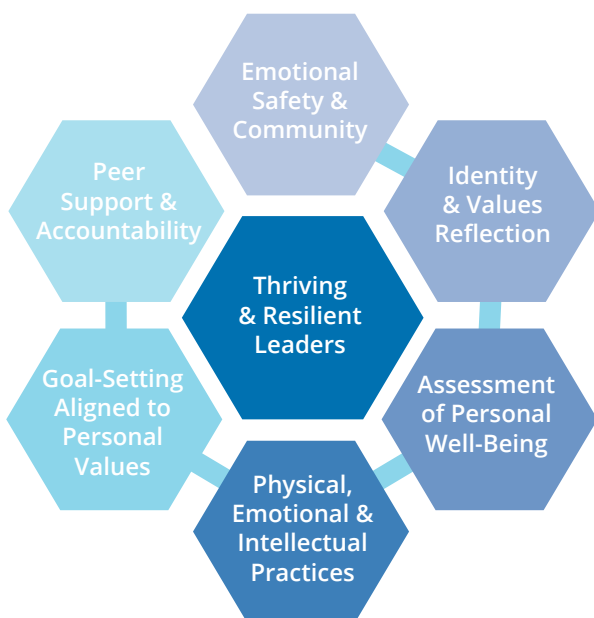 Emotional
Safety &
Community
Identity
& Values
Reflection
Assessment
of Personal
Well-Being
Physical,
Emotional &
Intellectual
Practices
Goal-Setting
Aligned to
Personal
Values
Peer
Support &
Accountability
Thriving
& Resilient
Leaders